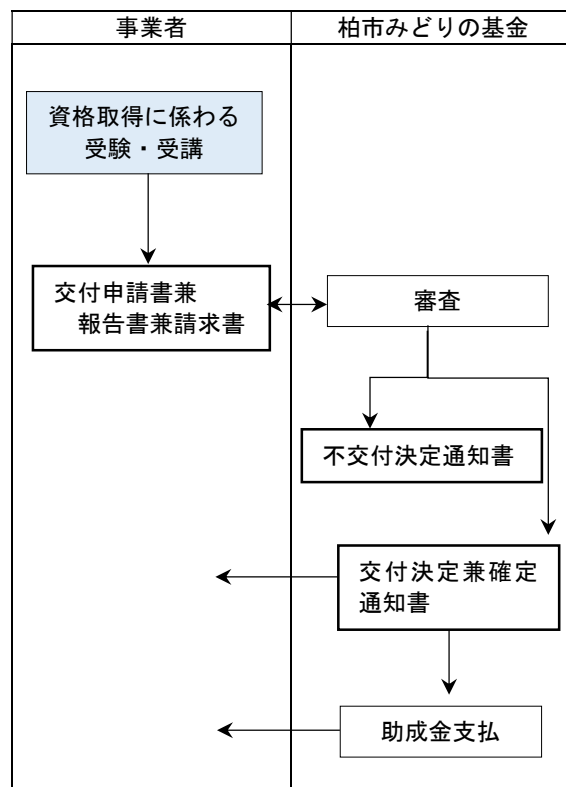 事業者
柏市みどりの基金
資格取得に係わる
受験・受講
交付申請書兼
報告書兼請求書
審査
不交付決定通知書
交付決定兼確定
通知書
助成金支払